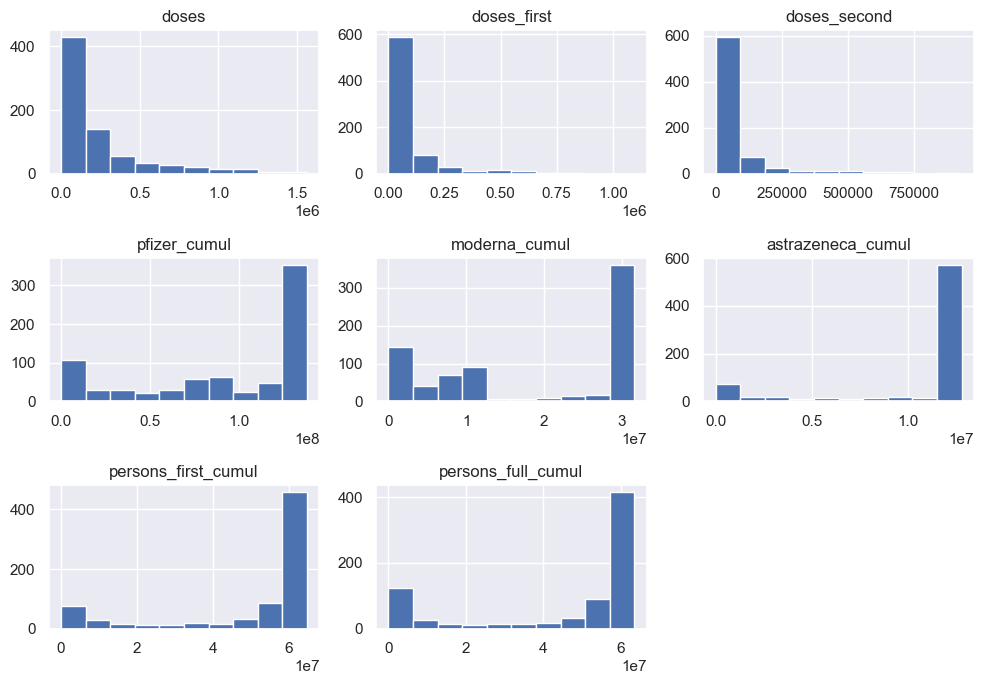 doses
400
200
0
0.0 0.5 1.0 1.5
1e6
doses_first
600
400
200
0
0.00 0.25 0.50 0.75 1.00
1e6
doses_second
600
400
200
0
0 250000 500000 750000
pfizer_cumul
300
200
100
0
0.0 0.5 1.0
1e8
moderna_cumul
300
200
100
0
0 1 2 3
1e7
astrazeneca_cumul
600
400
200
0
0.0 0.5 1.0
1e7
persons_first_cumul
400
200
0
0 2 4 6
1e7
persons_full_cumul
400
200
0
0 2 4 6
1e7